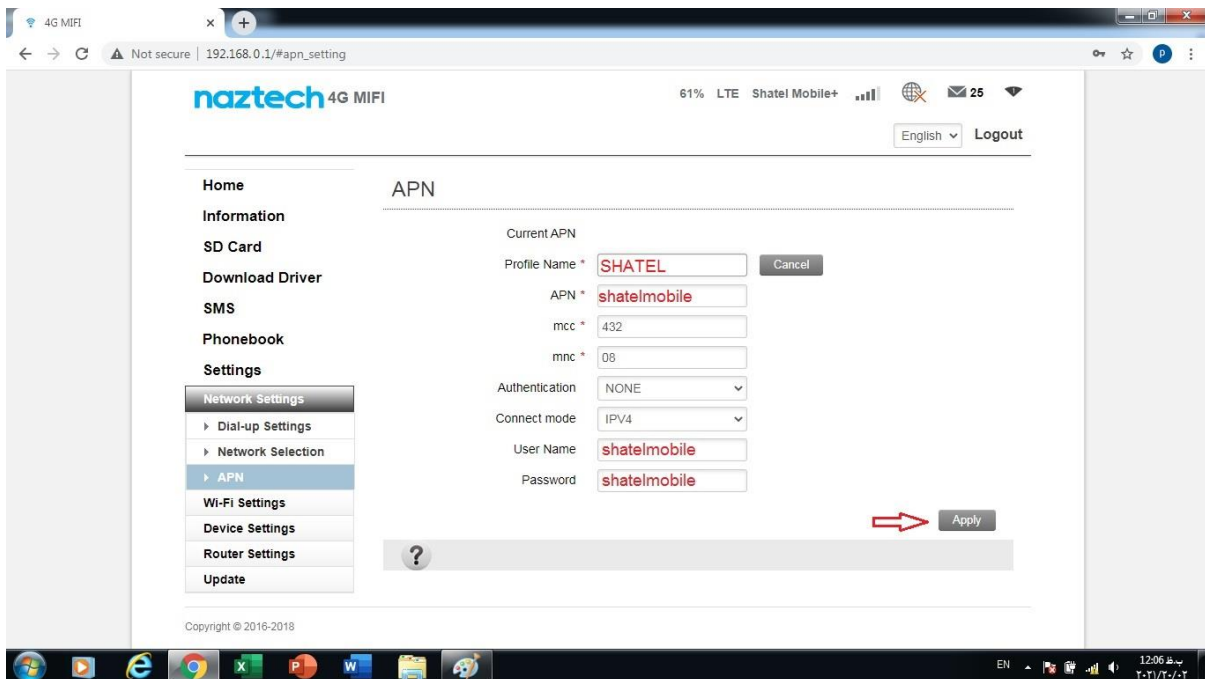 4G MIFI
Not secure | 192.168.0.1/#apn_setting
P
naztech 4G MIFI
61% LTE Shatel Mobile+ 25
English Logout
Home
Information
SD Card
Download Driver
SMS
Phonebook
Settings
Network Settings
Dial-up Settings
Network Selection
APN
Wi-Fi Settings
Device Settings
Router Settings
Update
APN
Current APN
Profile Name * SHATEL Cancel
APN * shatelmobile
mcc * 432
mnc * 08
Authentication NONE
Connect mode IPV4
User Name shatelmobile
Password shatelmobile
Apply
?
Copyright © 2016-2018
EN 12:06 ب.ظ